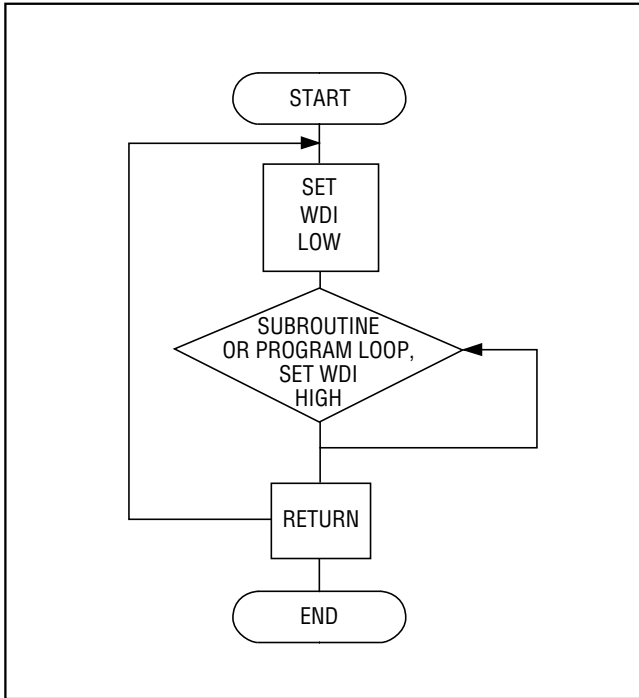 START
SET
WDI
LOW
SUBROUTINE
OR PROGRAM LOOP,
SET WDI
HIGH
RETURN
END